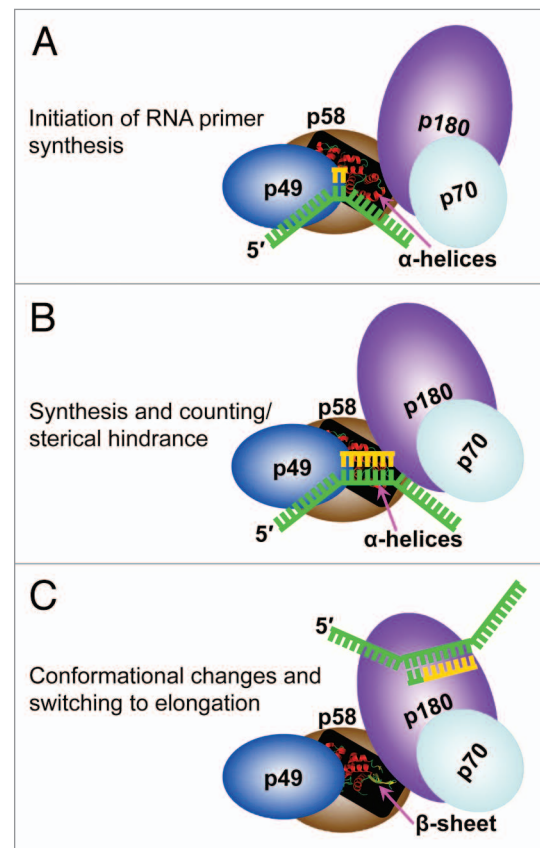 A
Initiation of RNA primer
synthesis
p58
p180
p49
p70
5′
α-helices
B
Synthesis and counting/
sterical hindrance
p58
p180
p49
p70
5′
α-helices
C
5′
Conformational changes and
switching to elongation
p180
p58
p49
p70
β-sheet